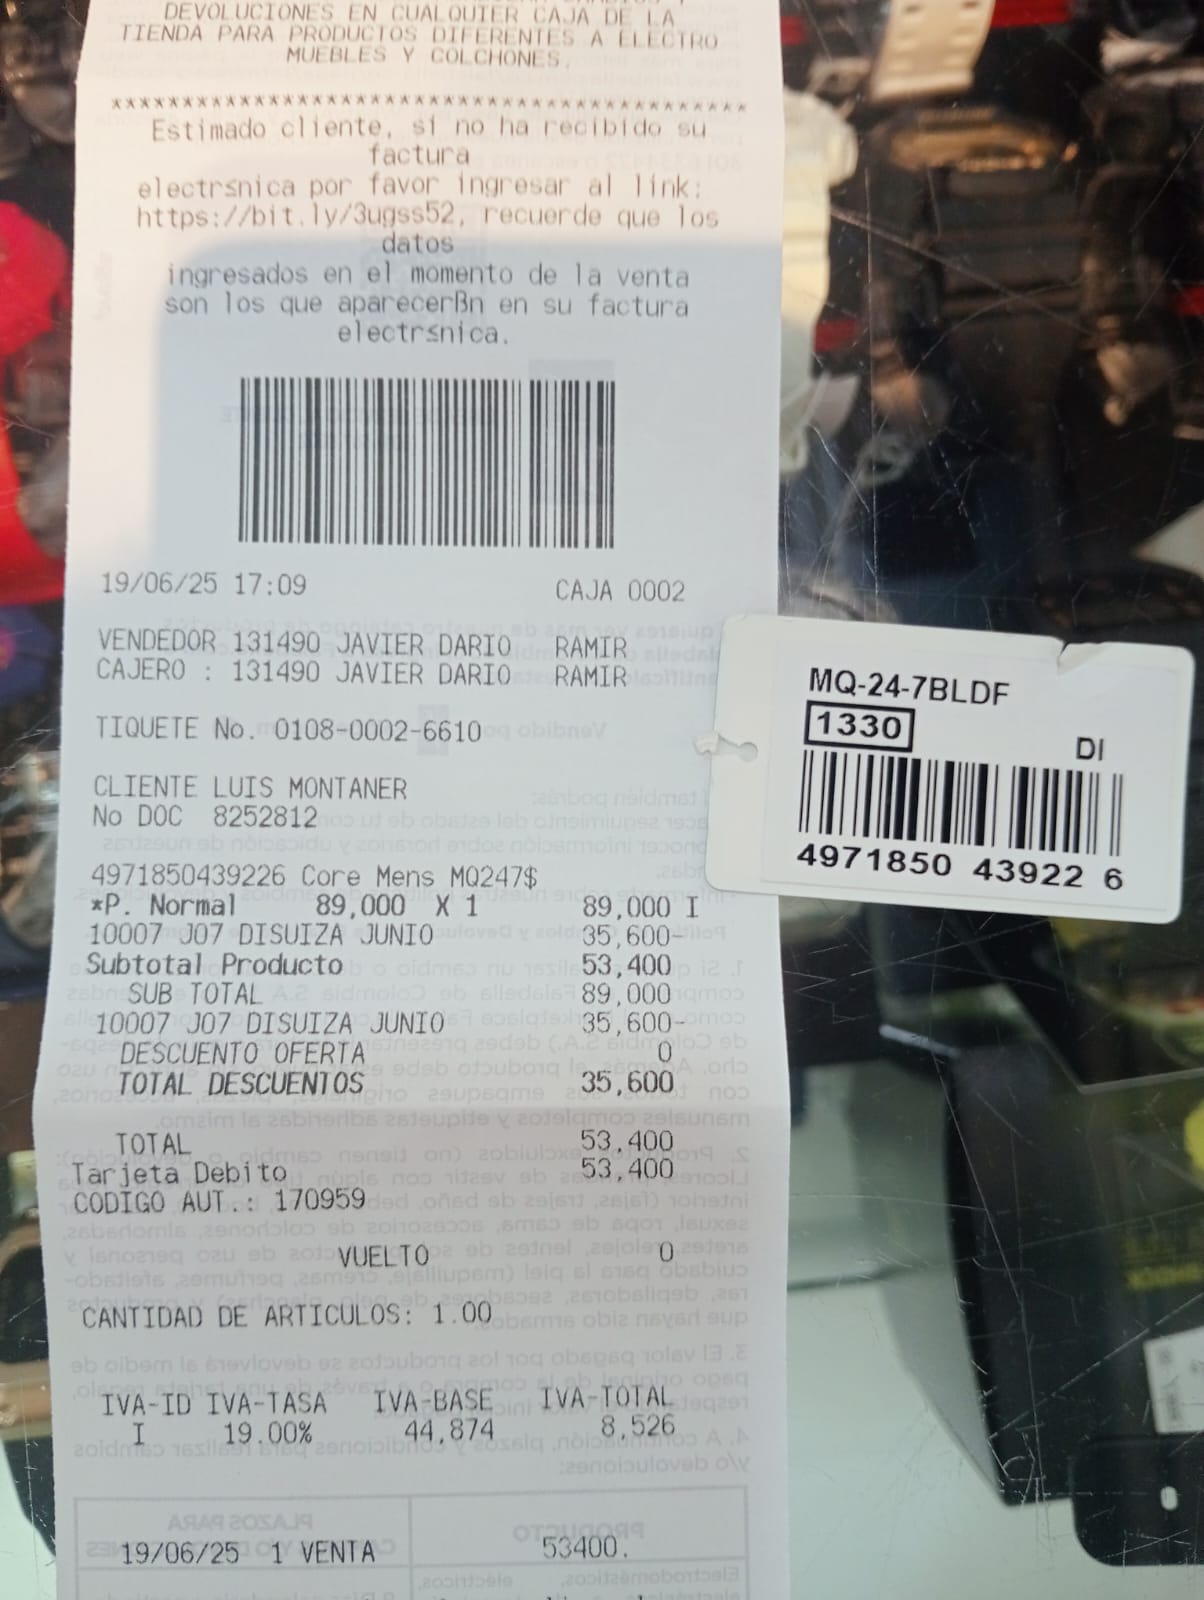 DEVOLUCIONES EN CUALQUIER CAJA DE LA
TIENDA PARA PRODUCTOS DIFERENTES A ELECTRO
MUEBLES Y COLCHONES.
******************************************
Estimado cliente, si no ha recibido su
factura
electr≤nica por favor ingresar al link:
https://bit.ly/3ugss52, recuerde que los
datos
ingresados en el momento de la venta
son los que aparecerßn en su factura
electr≤nica.
19/06/25 17:09 CAJA 0002
VENDEDOR 131490 JAVIER DARIO RAMIR
CAJERO : 131490 JAVIER DARIO RAMIR
TIQUETE No. 0108-0002-6610
CLIENTE LUIS MONTANER
No DOC 8252812
4971850439226 Core Mens MQ247$
*P. Normal 89,000 X 1 89,000 I
10007 J07 DISUIZA JUNIO 35,600-
Subtotal Producto 53,400
SUB TOTAL 89,000
10007 J07 DISUIZA JUNIO 35,600-
DESCUENTO OFERTA 0
TOTAL DESCUENTOS 35,600
TOTAL 53,400
Tarjeta Debito 53,400
CODIGO AUT.: 170959
VUELTO 0
CANTIDAD DE ARTICULOS: 1.00
IVA-ID IVA-TASA IVA-BASE IVA-TOTAL
I 19.00% 44,874 8,526
19/06/25 1 VENTA 53400.
MQ-24-7BLDF
1330
DI
4971850 43922 6